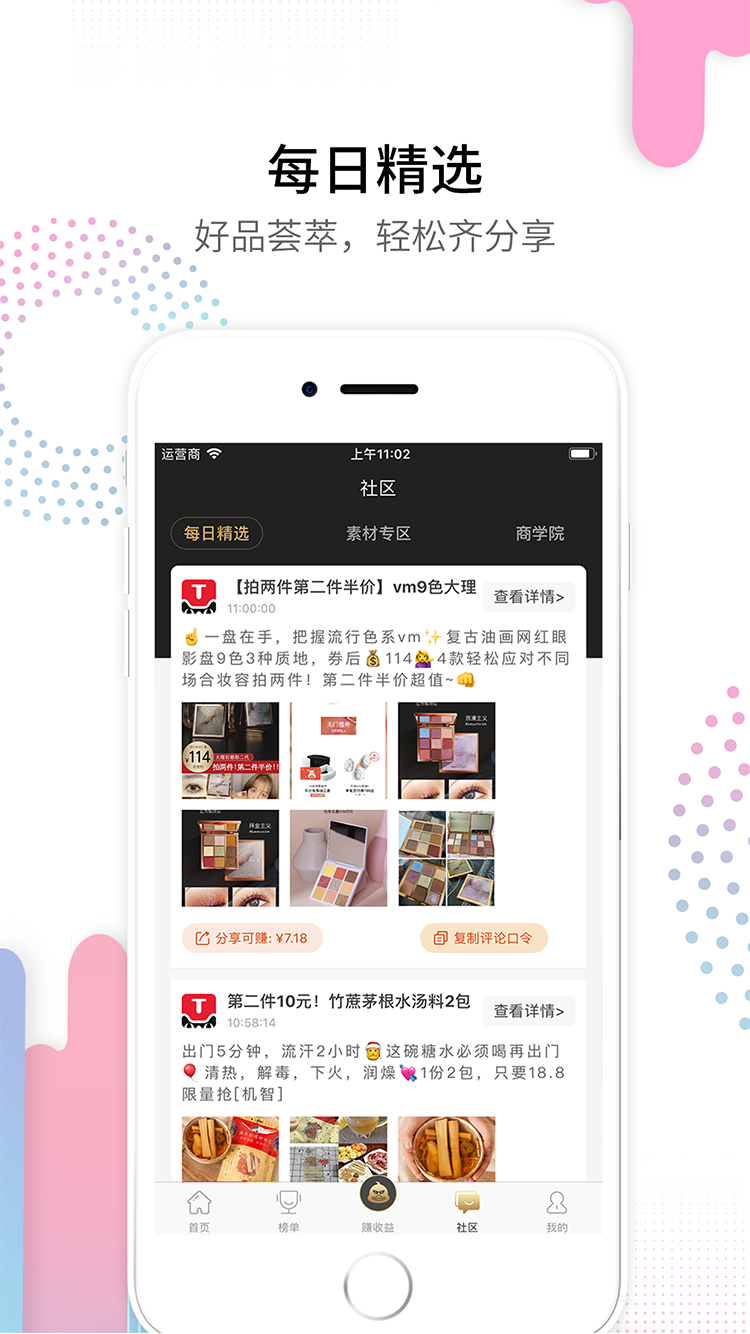 每日精选
好品荟萃，轻松齐分享
运营商 上午11:02
社区
每日精选 素材专区 商学院
【拍两件第二件半价】vm9色大理 查看详情>
11:00:00
☝一盘在手，把握流行色系vm✨复古油画网红眼
影盘9色3种质地，券后💰114💁4款轻松应对不同
场合妆容拍两件！第二件半价超值~👊
无门槛券
浪漫主义
114
拍两件!第二件半价!!
拜金主义
分享可赚: ¥7.18 复制评论口令
第二件10元！竹蔗茅根水汤料2包 查看详情>
10:58:14
出门5分钟，流汗2小时🎅这碗糖水必须喝再出门
🎈清热，解毒，下火，润燥💘1份2包，只要18.8
限量抢[机智]
首页 榜单 赚收益 社区 我的